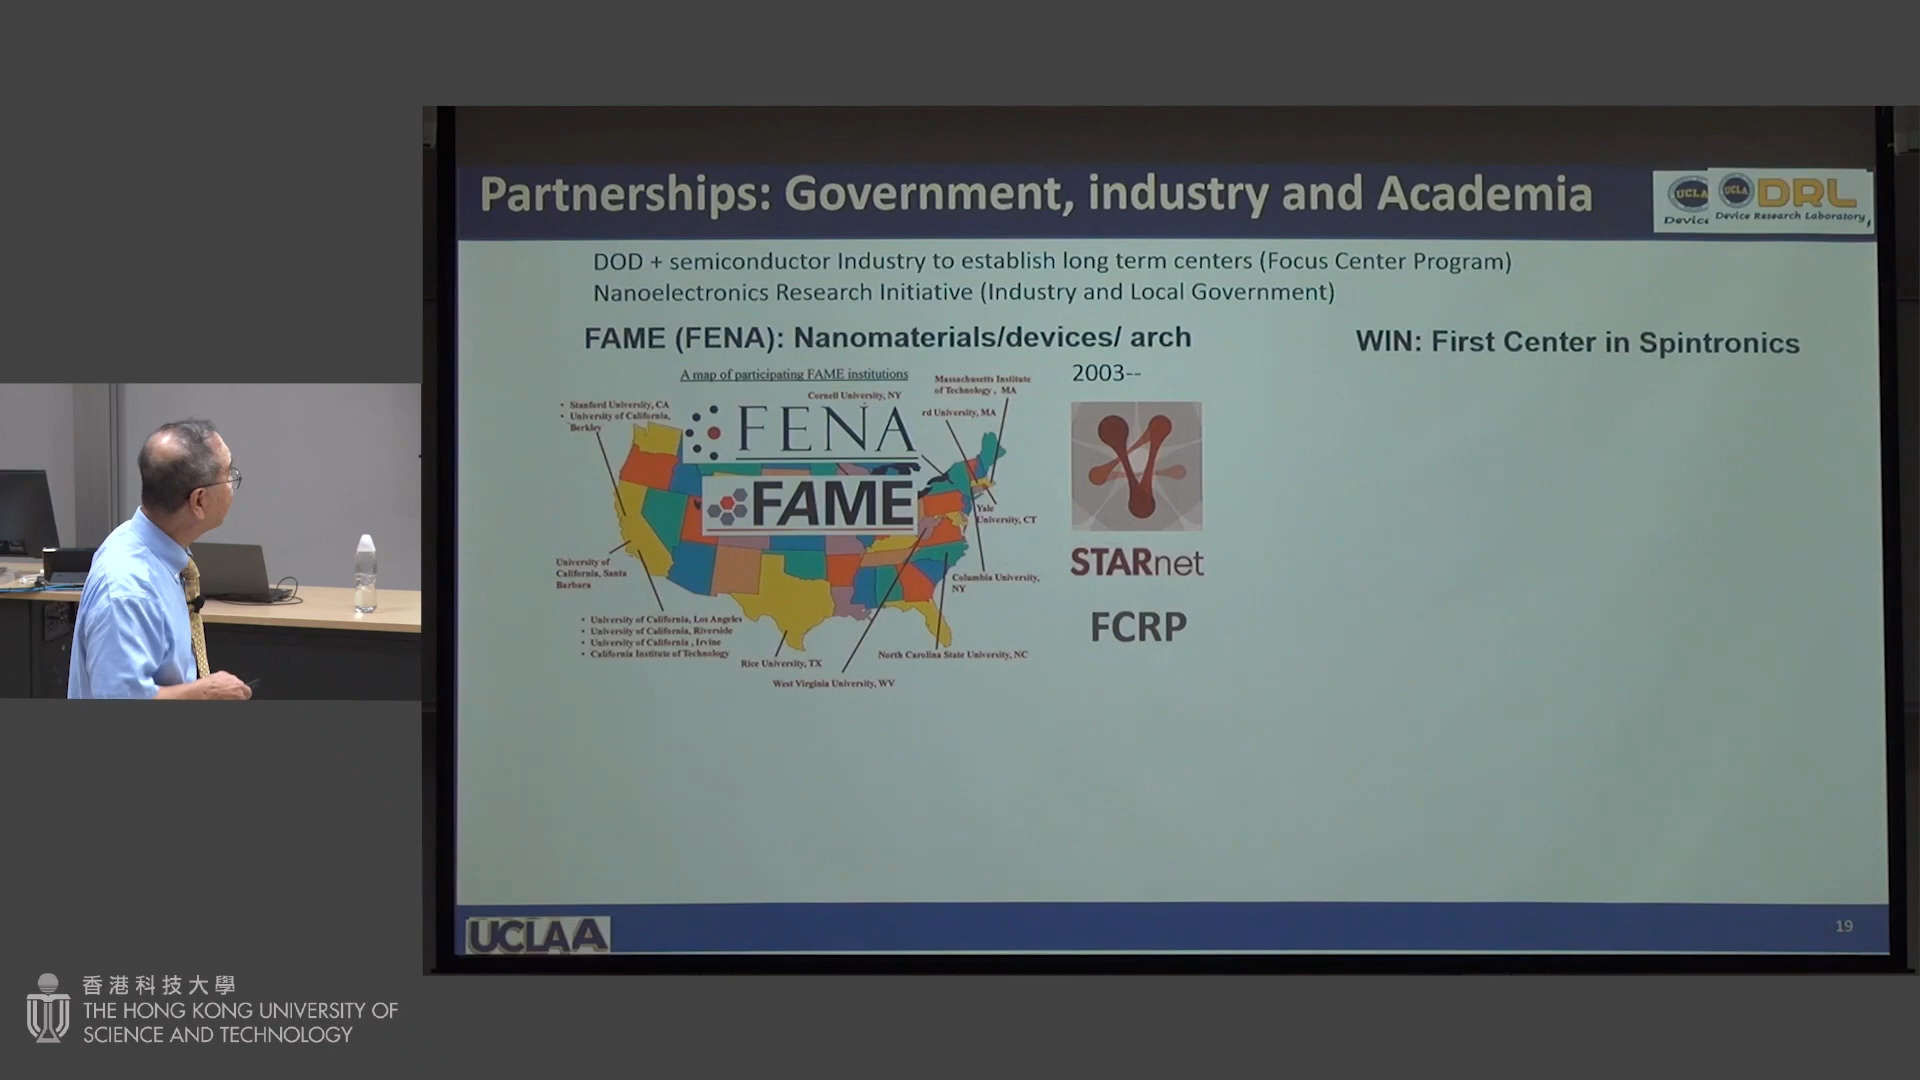 Partnerships: Government, industry and Academia
UCLA
Device
UCLA DRL
Device Research Laboratory
DOD + semiconductor Industry to establish long term centers (Focus Center Program)
Nanoelectronics Research Initiative (Industry and Local Government)
FAME (FENA): Nanomaterials/devices/ arch
WIN: First Center in Spintronics
A map of participating FAME institutions
2003--
Massachusetts Institute
of Technology , MA
Cornell University, NY
• Stanford University, CA
• University of California,
Berkley
rd University, MA
FENA
FAME
Yale
University, CT
STARnet
FCRP
University of
California, Santa
Barbara
Columbia University,
NY
• University of California, Los Angeles
• University of California, Riverside
• University of California , Irvine
• California Institute of Technology
Rice University, TX
North Carolina State University, NC
West Virginia University, WV
UCLAA
19
香港科技大學
THE HONG KONG UNIVERSITY OF
SCIENCE AND TECHNOLOGY